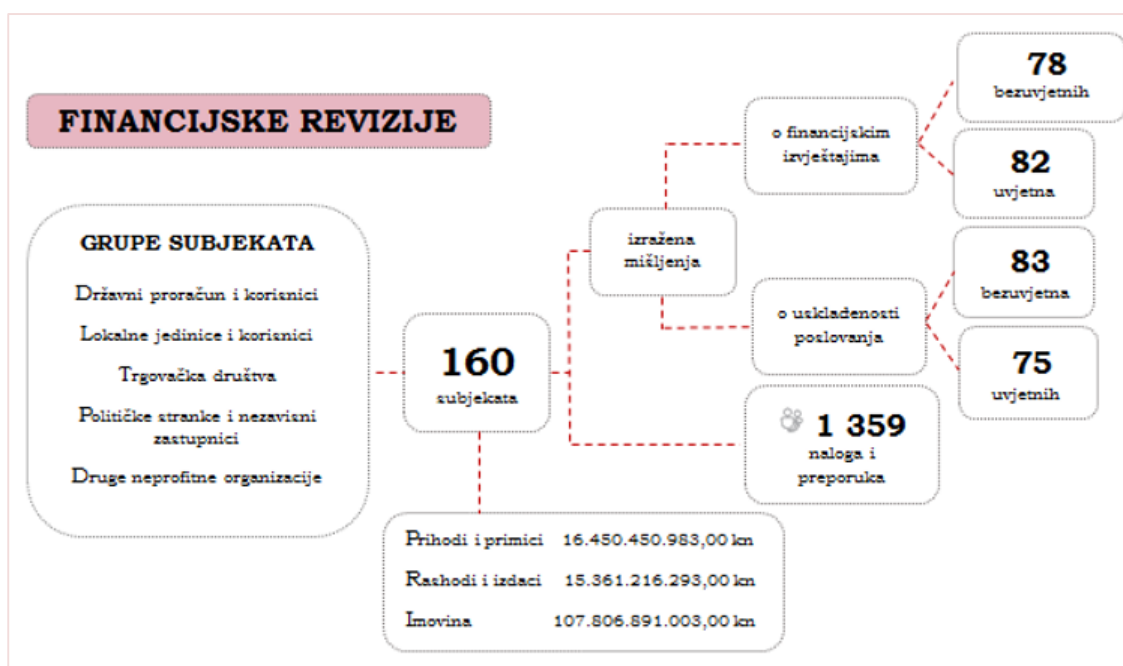 FINANCIJSKE REVIZIJE
GRUPE SUBJEKATA
Državni proračun i korisnici
Lokalne jedinice i korisnici
Trgovačka društva
Političke stranke i nezavisni
zastupnici
Druge neprofitne organizacije
160
subjekata
Prihodi i primici 16.450.450.983,00 kn
Rashodi i izdaci 15.361.216.293,00 kn
Imovina 107.806.891.003,00 kn
izražena
mišljenja
o financijskim
izvještajima
78
bezuvjetnih
82
uvjetna
o usklađenosti
poslovanja
83
bezuvjetna
75
uvjetnih
1 359
naloga i
preporuka